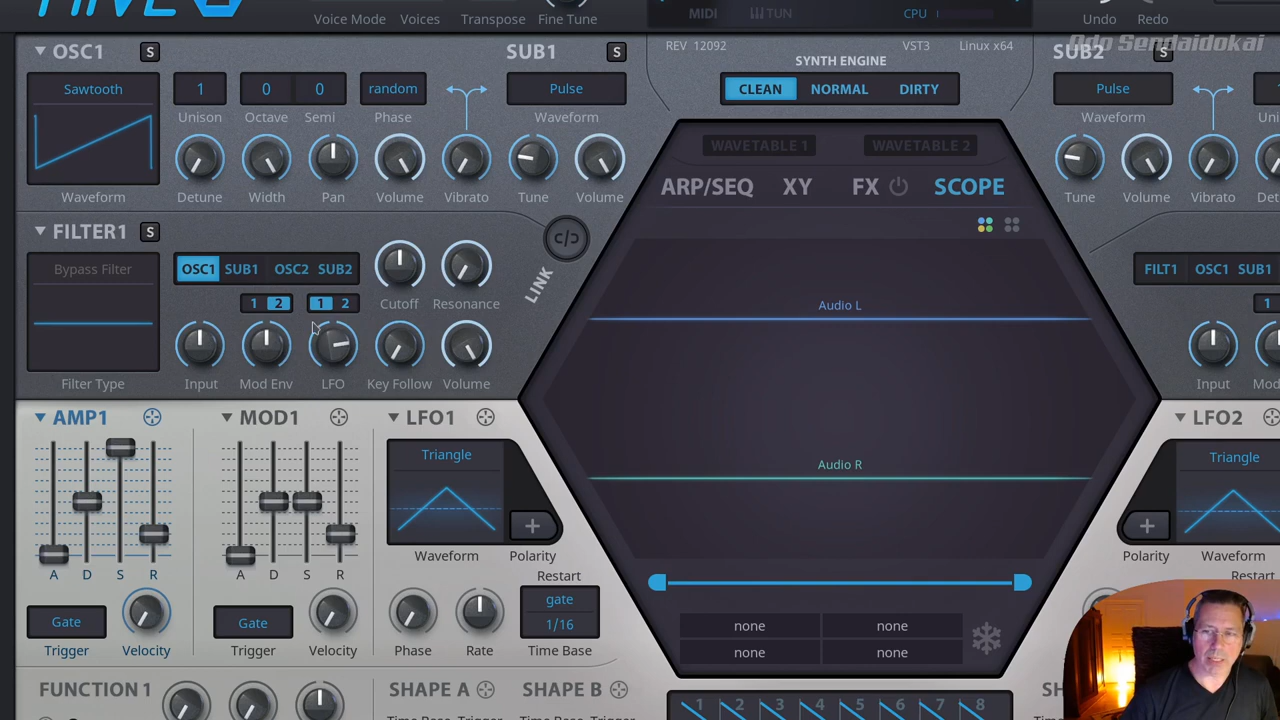 Voice Mode Voices Transpose Fine Tune
MIDI TUN CPU
Undo Redo
Odo Sendaidokai
REV 12092 VST3 Linux x64
SYNTH ENGINE
CLEAN NORMAL DIRTY
OSC1 S
Sawtooth
Waveform
1 0 0 random
Unison Octave Semi Phase
Detune Width Pan Volume Vibrato
SUB1 S
Pulse
Waveform
Tune Volume
FILTER1 S
Bypass Filter
Filter Type
OSC1 SUB1 OSC2 SUB2
1 2 1 2
Cutoff Resonance
Input Mod Env LFO Key Follow Volume
LINK
WAVETABLE 1 WAVETABLE 2
ARP/SEQ XY FX SCOPE
Audio L
Audio R
none none
none none
SUB2 S
Pulse
Waveform
Tune Volume Vibrato
FILT1 OSC1 SUB1
1
Input
AMP1
A D S R
Gate
Trigger Velocity
MOD1
A D S R
Gate
Trigger Velocity
LFO1
Triangle
Waveform Polarity
Restart
gate
1/16
Phase Rate Time Base
LFO2
Triangle
Polarity Waveform
FUNCTION 1
SHAPE A SHAPE B
1 2 3 4 5 6 7 8